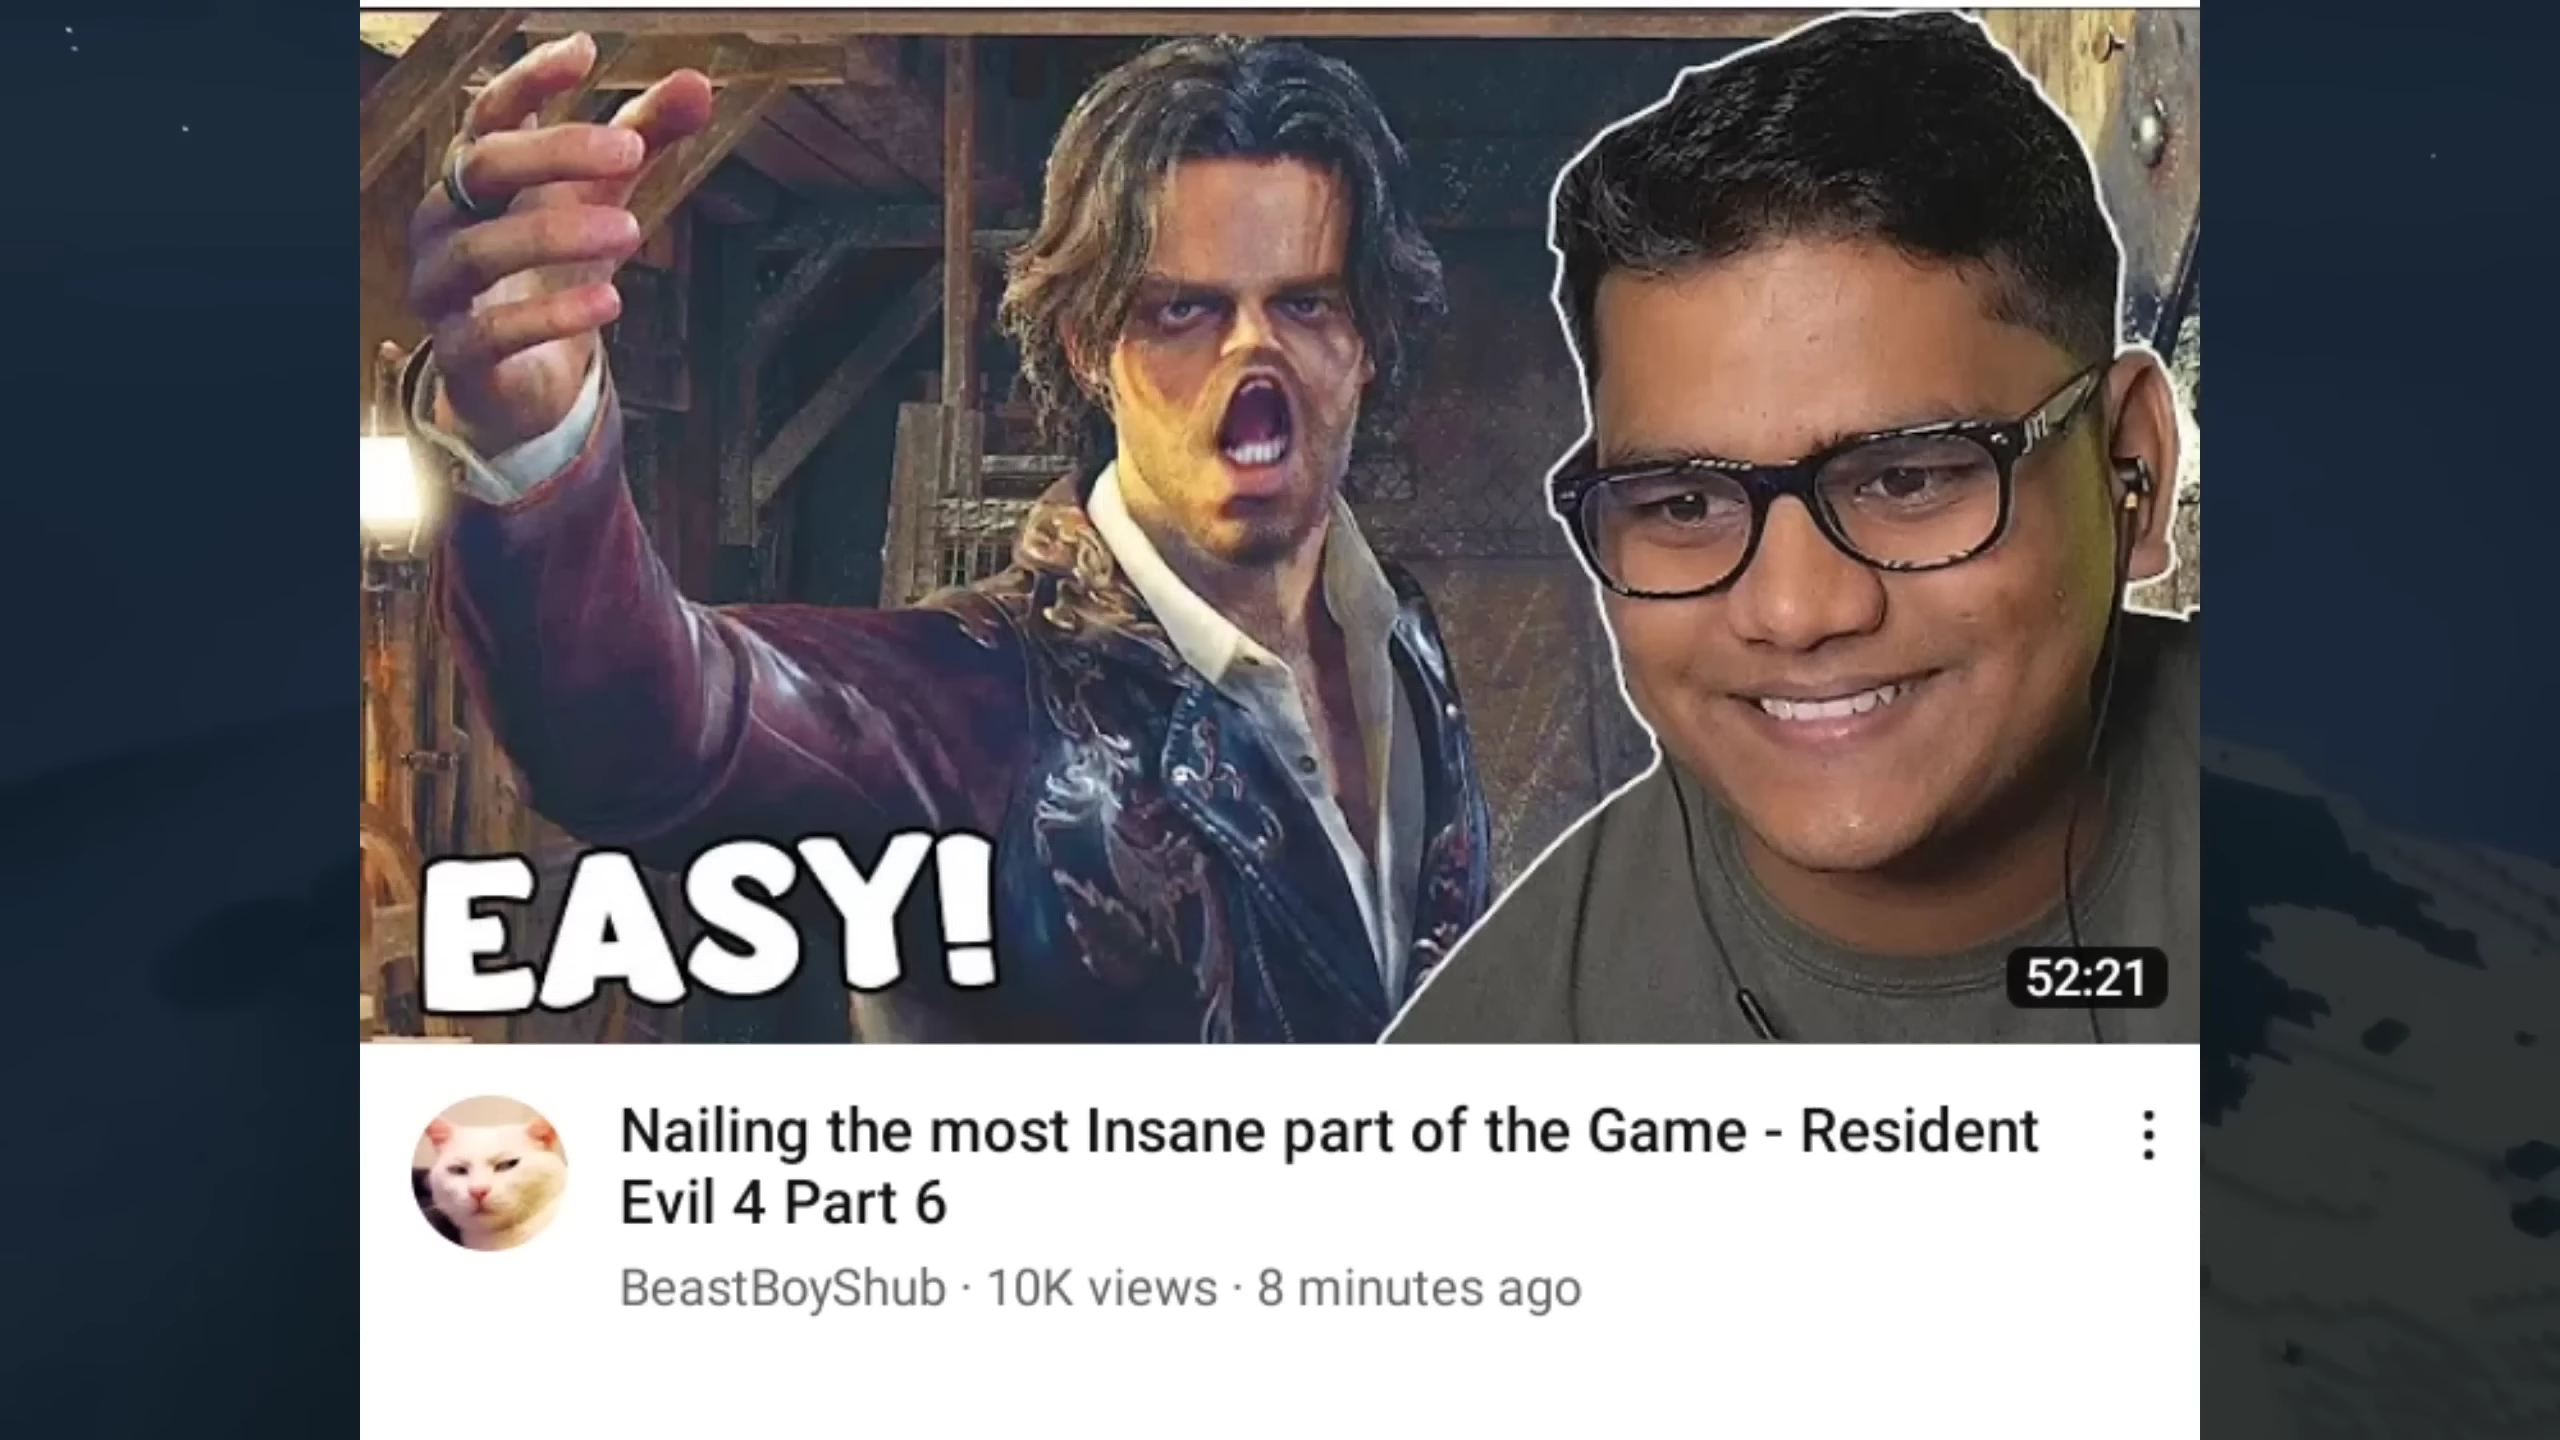 EASY!
52:21
Nailing the most Insane part of the Game - Resident
Evil 4 Part 6
BeastBoyShub · 10K views · 8 minutes ago